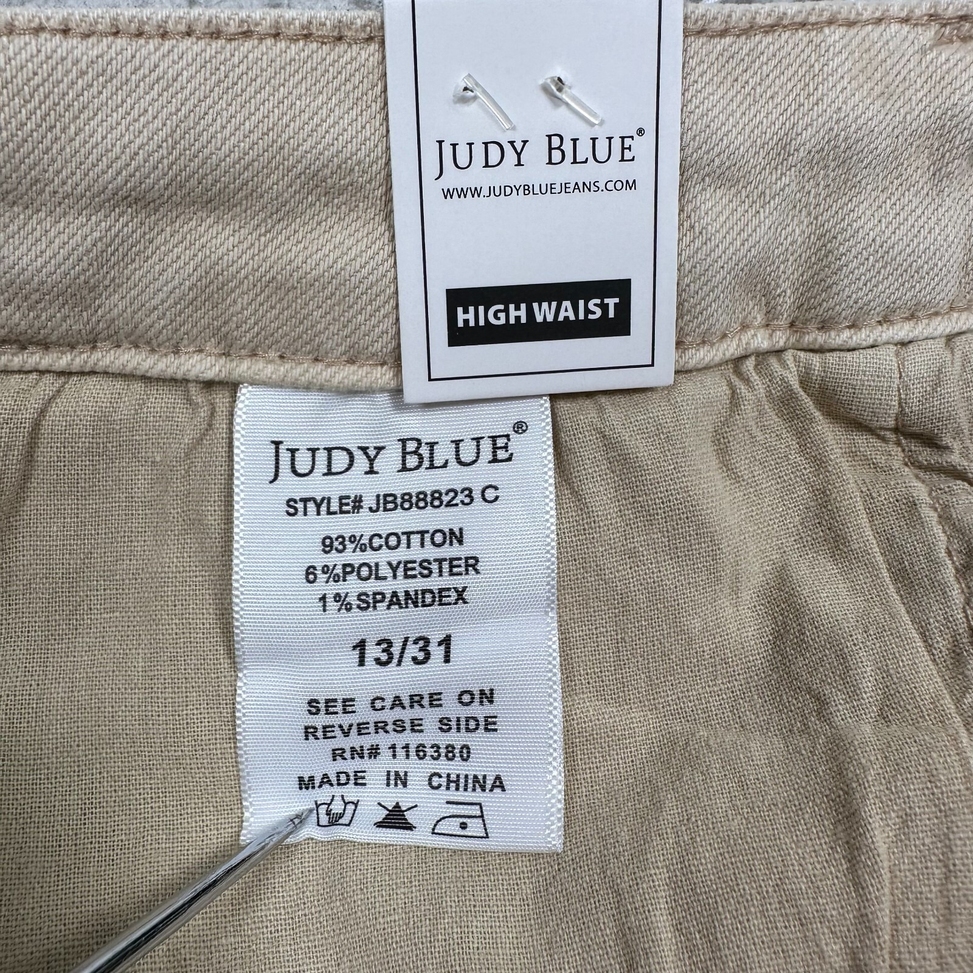 JUDY BLUE®
WWW.JUDYBLUEJEANS.COM
HIGH WAIST
JUDY BLUE®
STYLE# JB88823 C
93%COTTON
6%POLYESTER
1%SPANDEX
13/31
SEE CARE ON
REVERSE SIDE
RN# 116380
MADE IN CHINA